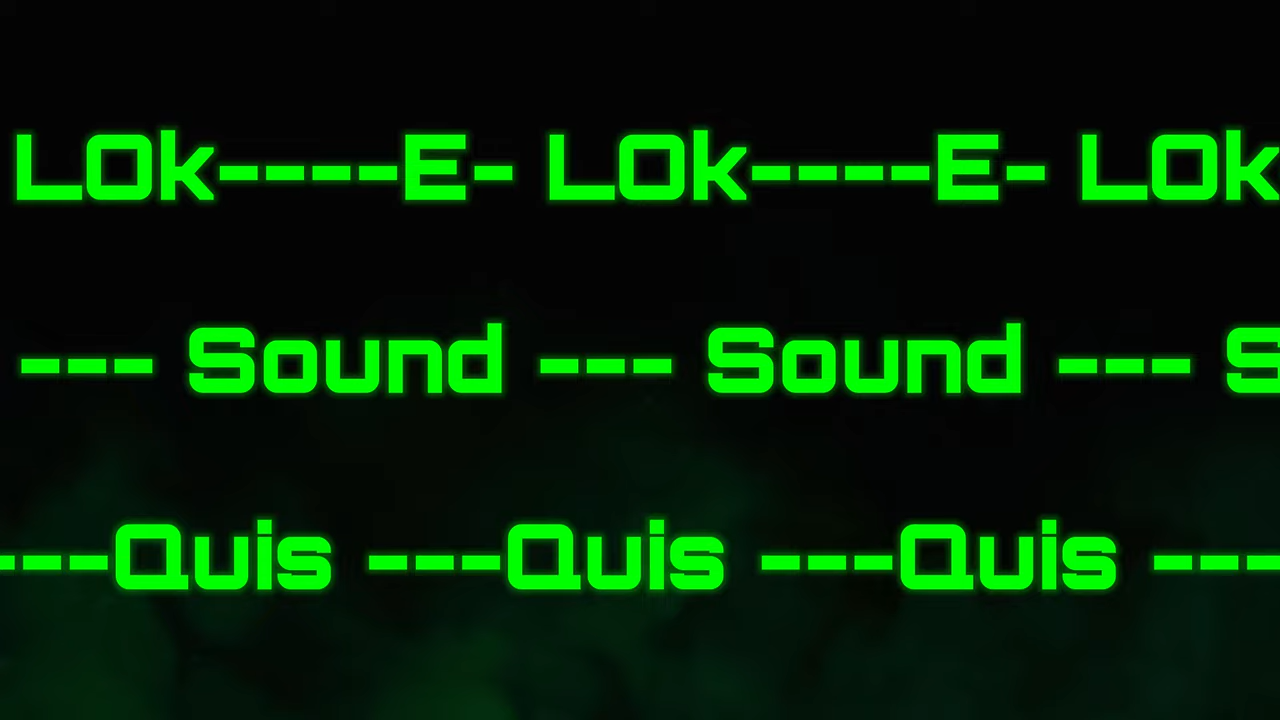 LOk----E- LOk----E- LOk
--- Sound --- Sound --- S
---Quis ---Quis ---Quis ---